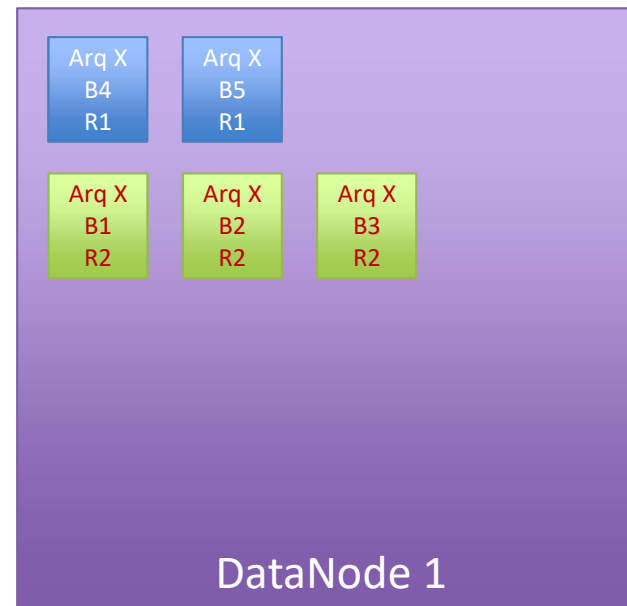 Arq X
B4
R1
Arq X
B5
R1
Arq X
B1
R2
Arq X
B2
R2
Arq X
B3
R2
DataNode 1